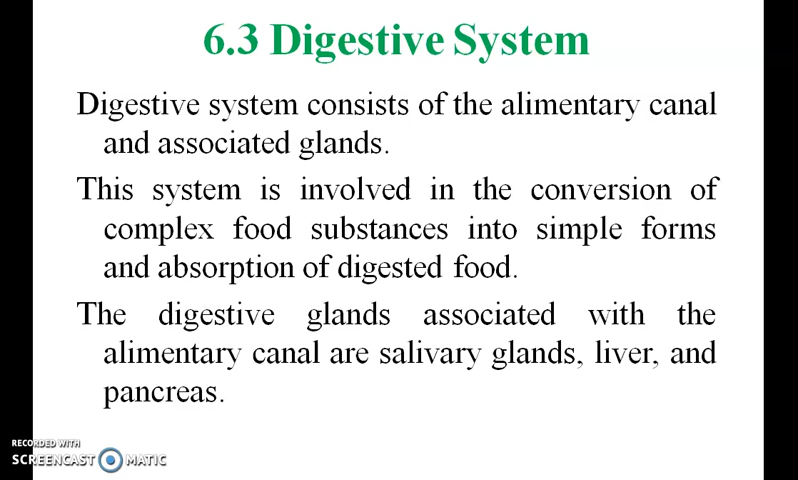 6.3 Digestive System
Digestive system consists of the alimentary canal
and associated glands.
This system is involved in the conversion of
complex food substances into simple forms
and absorption of digested food.
The digestive glands associated with the
alimentary canal are salivary glands, liver, and
pancreas.
RECORDED WITH
SCREENCAST MATIC